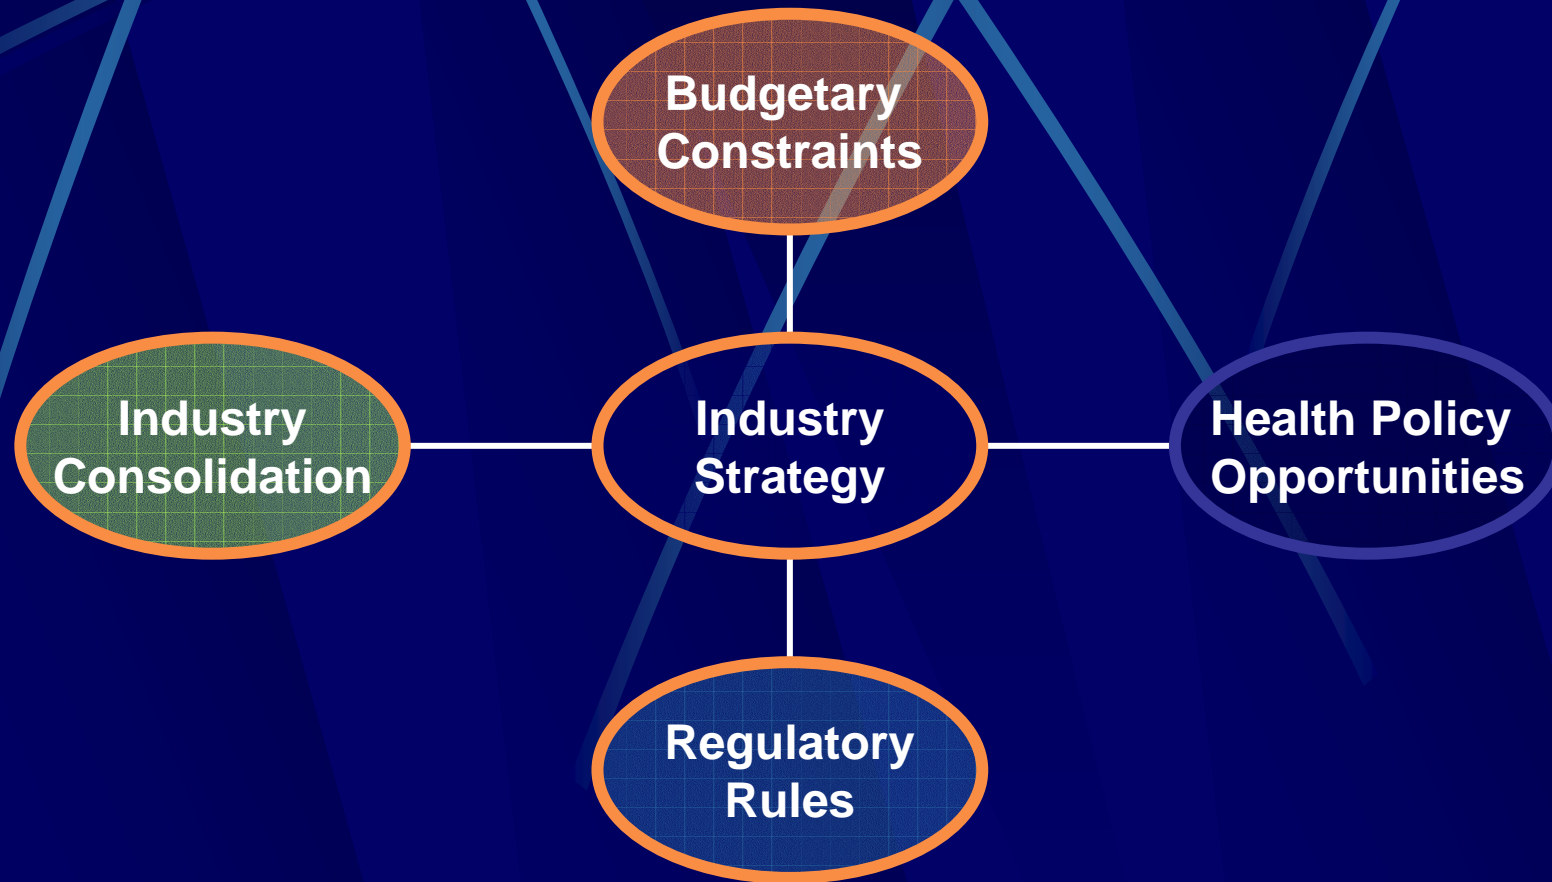 Budgetary
Constraints
Industry
Consolidation
Industry
Strategy
Health Policy
Opportunities
Regulatory
Rules